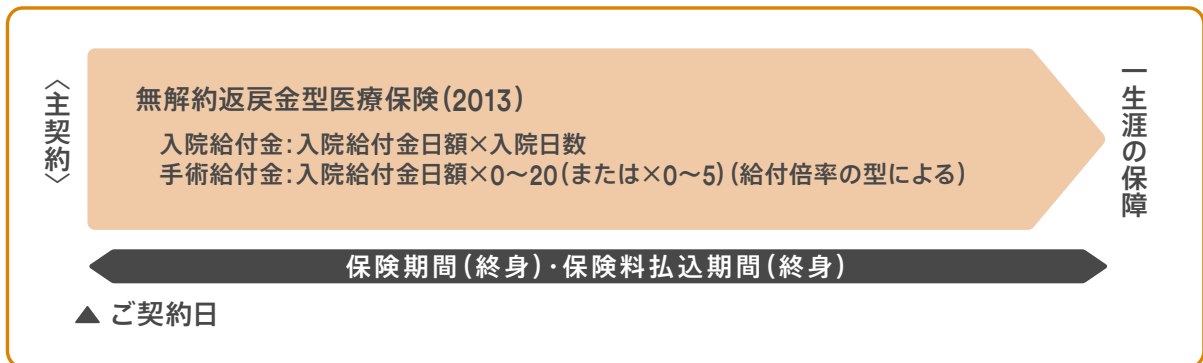 〈主契約〉
無解約返戻金型医療保険(2013)
入院給付金:入院給付金日額×入院日数
手術給付金:入院給付金日額×0〜20(または×0〜5)(給付倍率の型による)
一生涯の保障
保険期間(終身)・保険料払込期間(終身)
▲ ご契約日